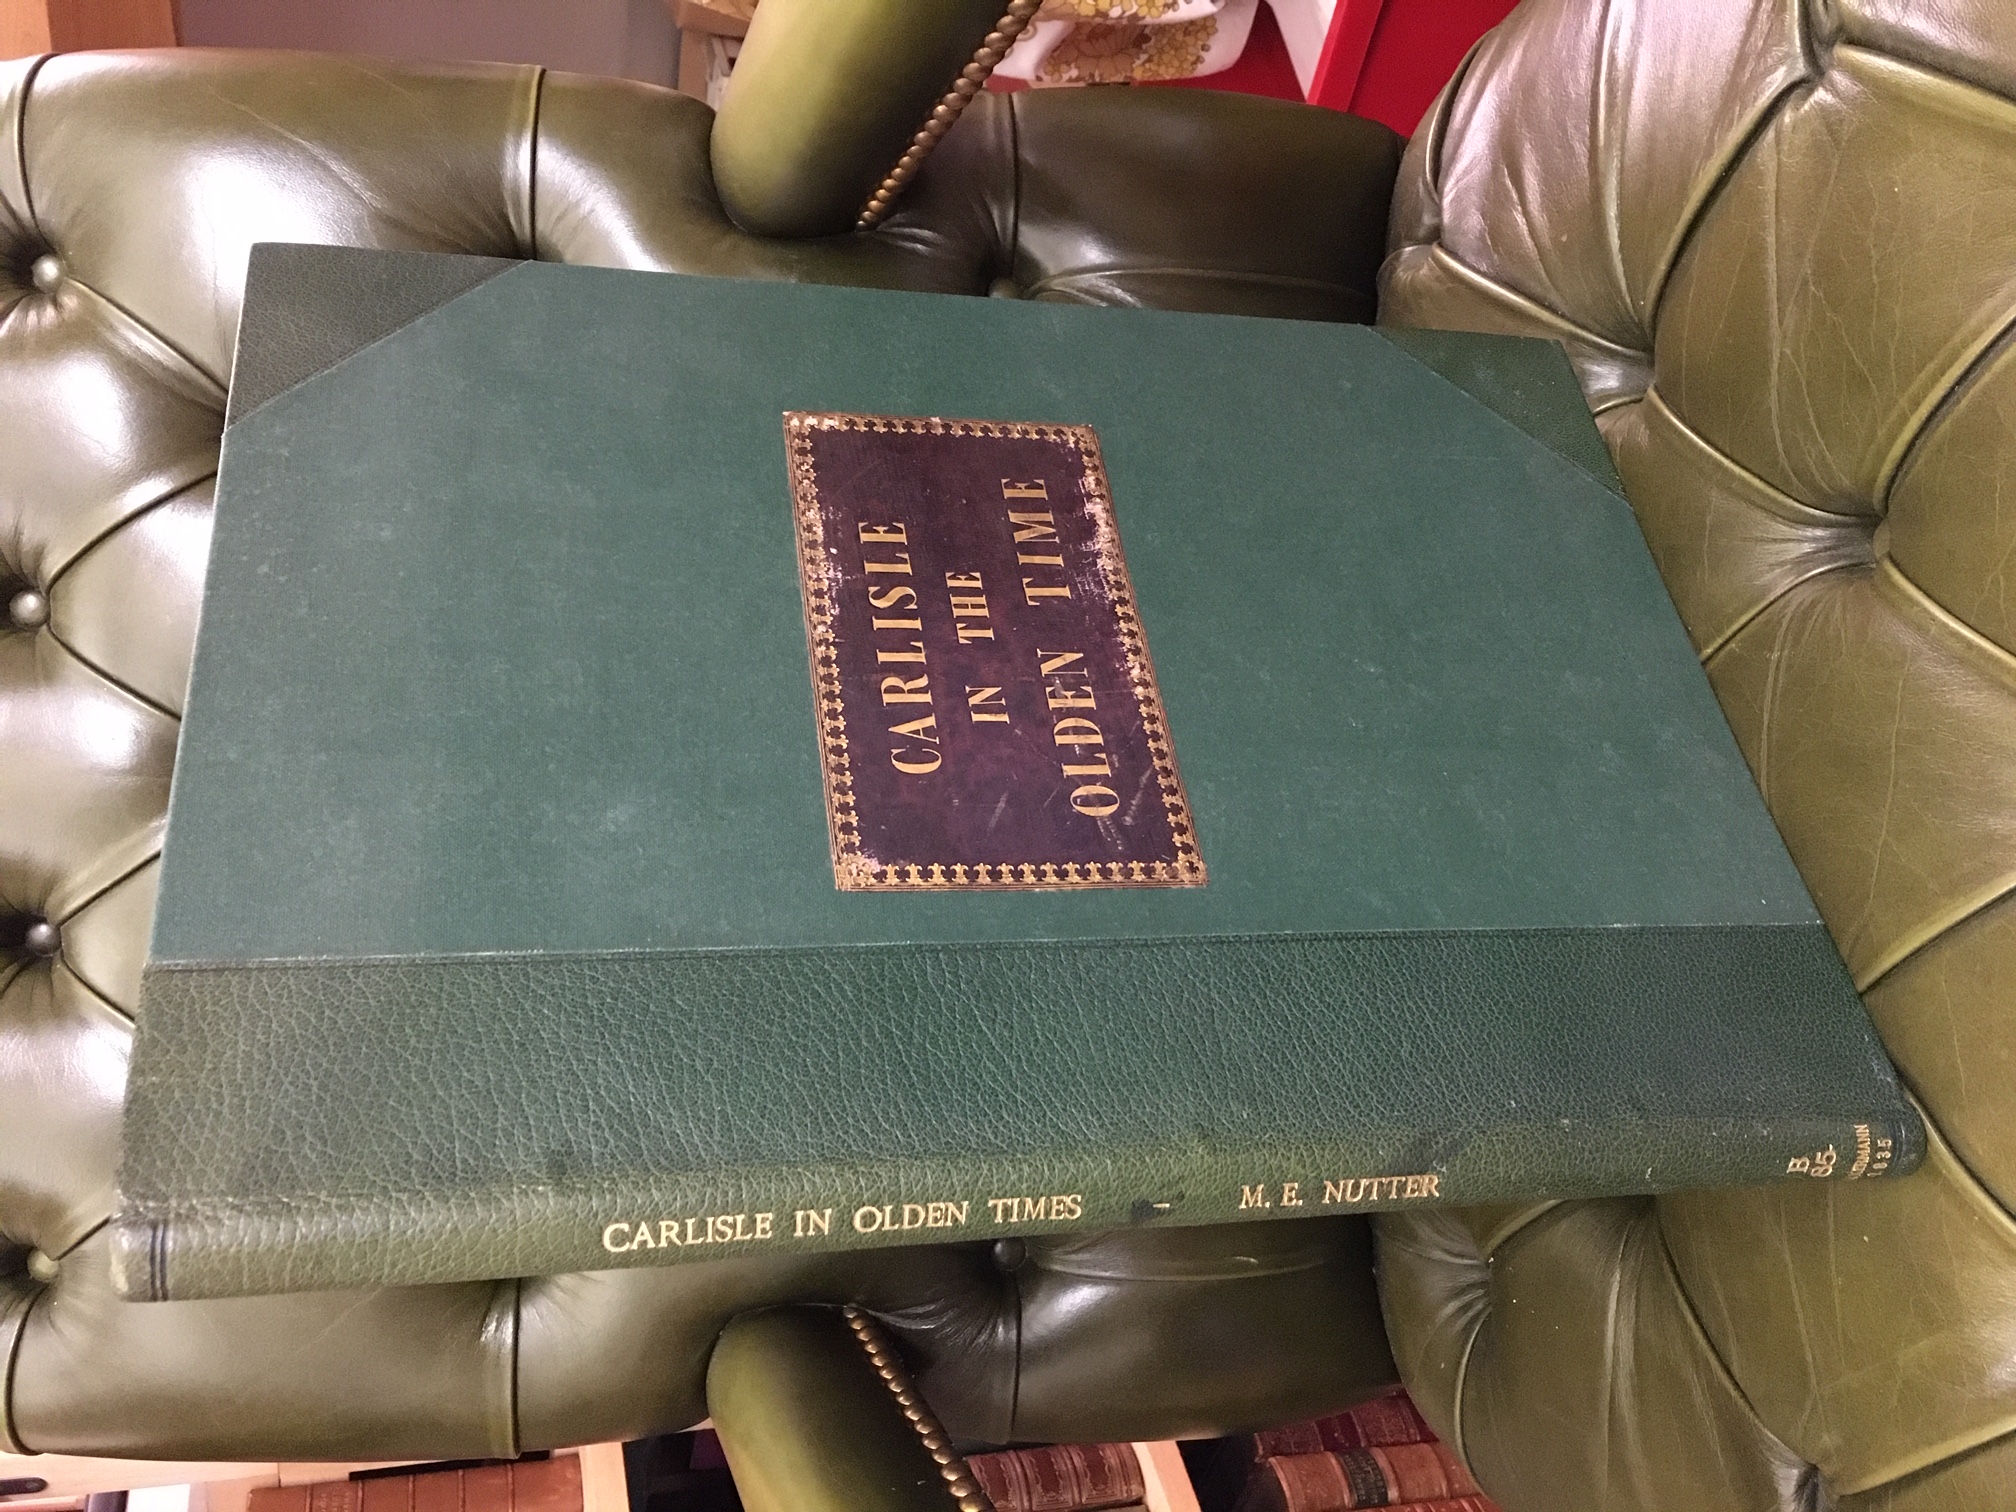 CARLISLE
IN THE
OLDEN TIME
CARLISLE IN OLDEN TIMES – M. E. NUTTER
B
85
1835